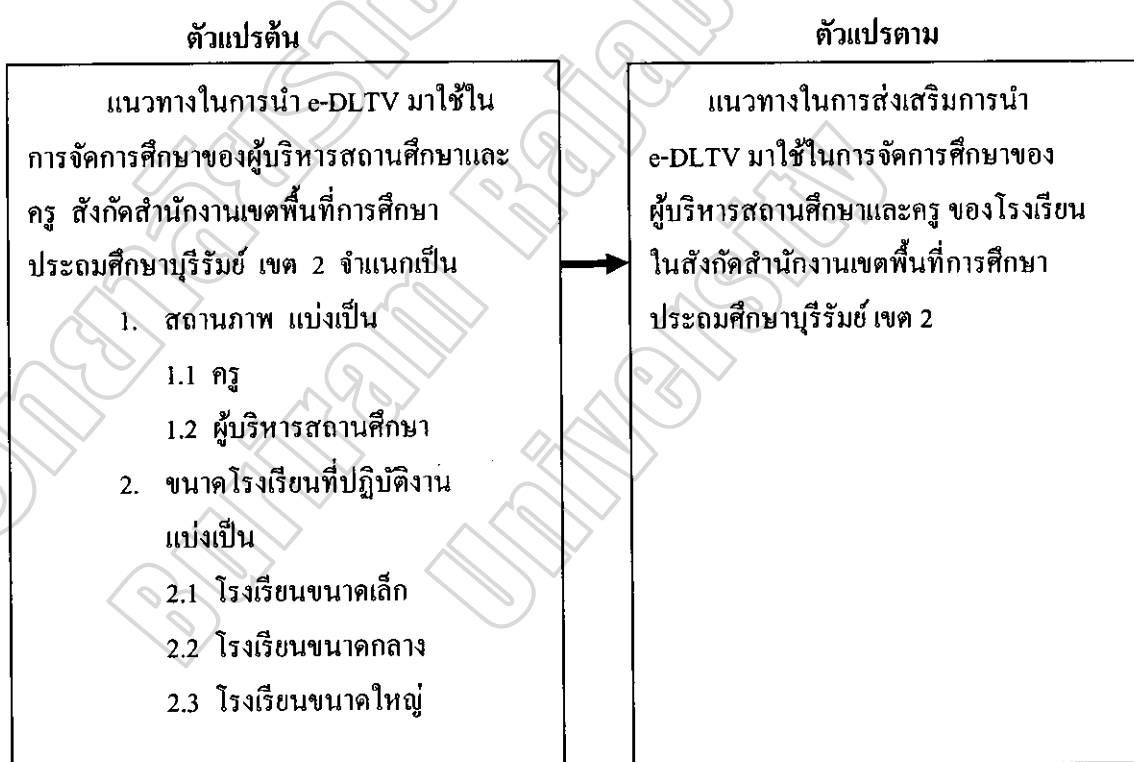 ตัวแปรต้น
แนวทางในการนำ e-DLTV มาใช้ใน
การจัดการศึกษาของผู้บริหารสถานศึกษาและ
ครู สังกัดสำนักงานเขตพื้นที่การศึกษา
ประถมศึกษาบุรีรัมย์ เขต 2 จำแนกเป็น
1. สถานภาพ แบ่งเป็น
1.1 ครู
1.2 ผู้บริหารสถานศึกษา
2. ขนาดโรงเรียนที่ปฏิบัติงาน
แบ่งเป็น
2.1 โรงเรียนขนาดเล็ก
2.2 โรงเรียนขนาดกลาง
2.3 โรงเรียนขนาดใหญ่
ตัวแปรตาม
แนวทางในการส่งเสริมการนำ
e-DLTV มาใช้ในการจัดการศึกษาของ
ผู้บริหารสถานศึกษาและครู ของโรงเรียน
ในสังกัดสำนักงานเขตพื้นที่การศึกษา
ประถมศึกษาบุรีรัมย์ เขต 2
Buriram
University